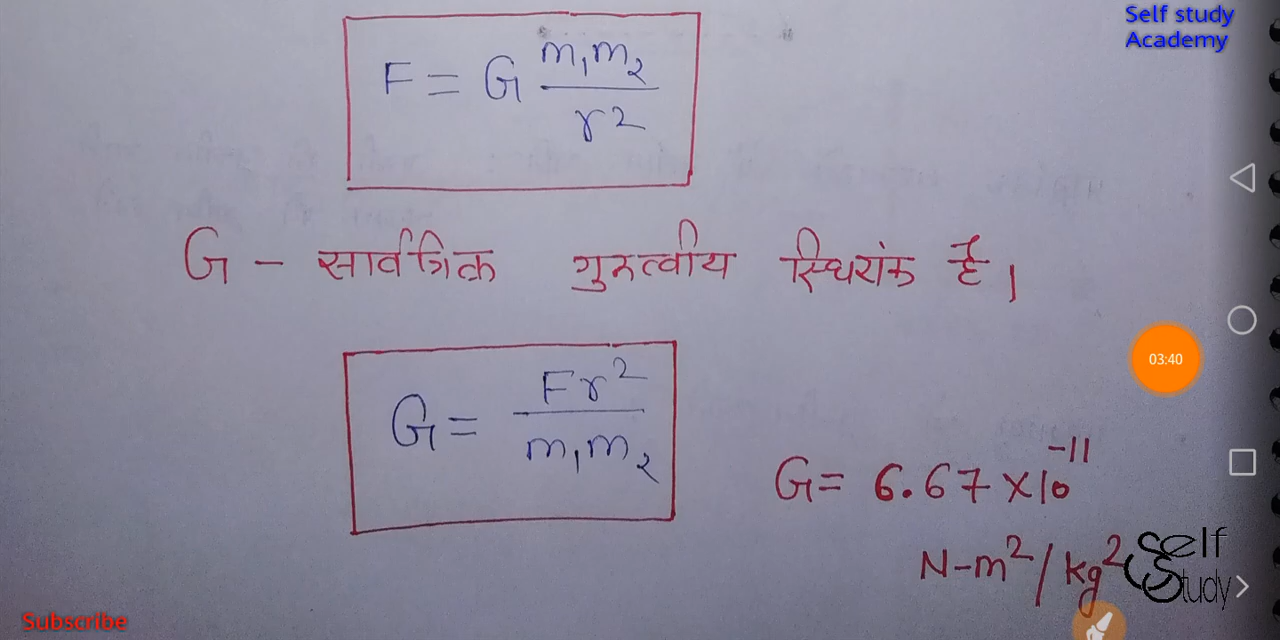 Self study
Academy
F = G m₁m₂
r²
G - सार्वत्रिक गुरुत्वीय स्थिरांक है।
03:40
G = Fr²
m₁m₂
G = 6.67 × 10⁻¹¹
N-m²/kg²
Self
Study
Subscribe